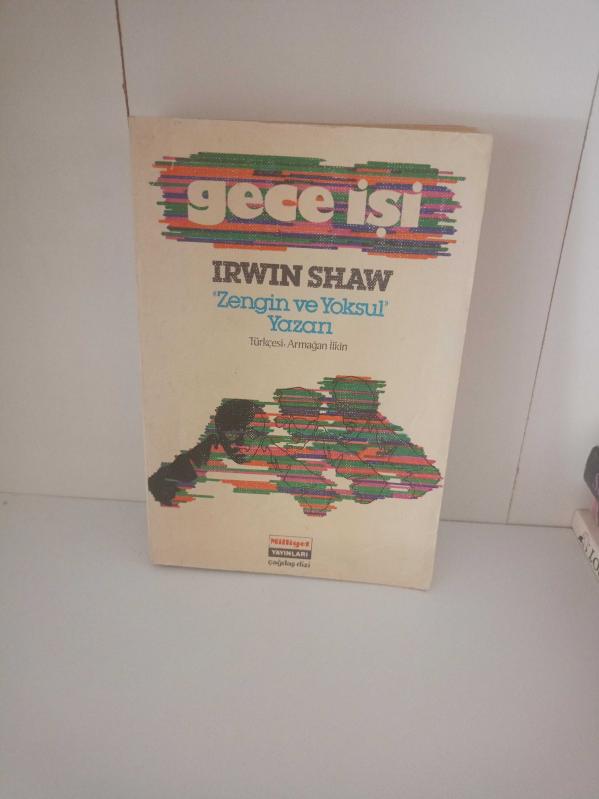 gece işi
IRWIN SHAW
"Zengin ve Yoksul"
Yazarı
Türkçesi: Armağan İlkin
Milliyet
YAYINLARI
çağdaş dizi